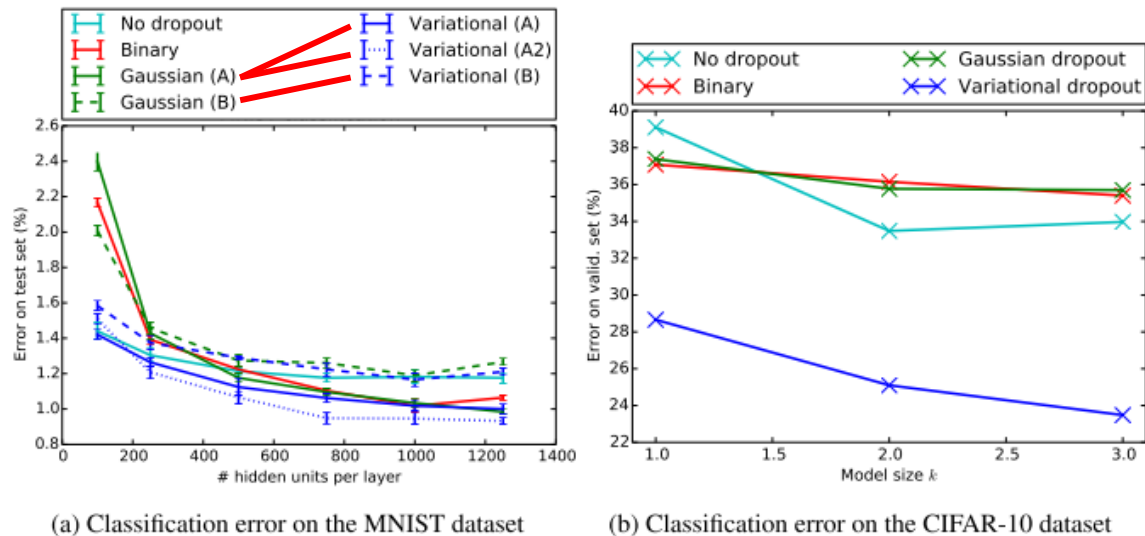 No dropout
Binary
Gaussian (A)
Gaussian (B)
Variational (A)
Variational (A2)
Variational (B)
2.6
2.4
2.2
2.0
1.8
1.6
1.4
1.2
1.0
0.8
Error on test set (%)
0 200 400 600 800 1000 1200 1400
# hidden units per layer
(a) Classification error on the MNIST dataset
No dropout
Binary
Gaussian dropout
Variational dropout
40
38
36
34
32
30
28
26
24
22
Error on valid. set (%)
1.0 1.5 2.0 2.5 3.0
Model size k
(b) Classification error on the CIFAR-10 dataset